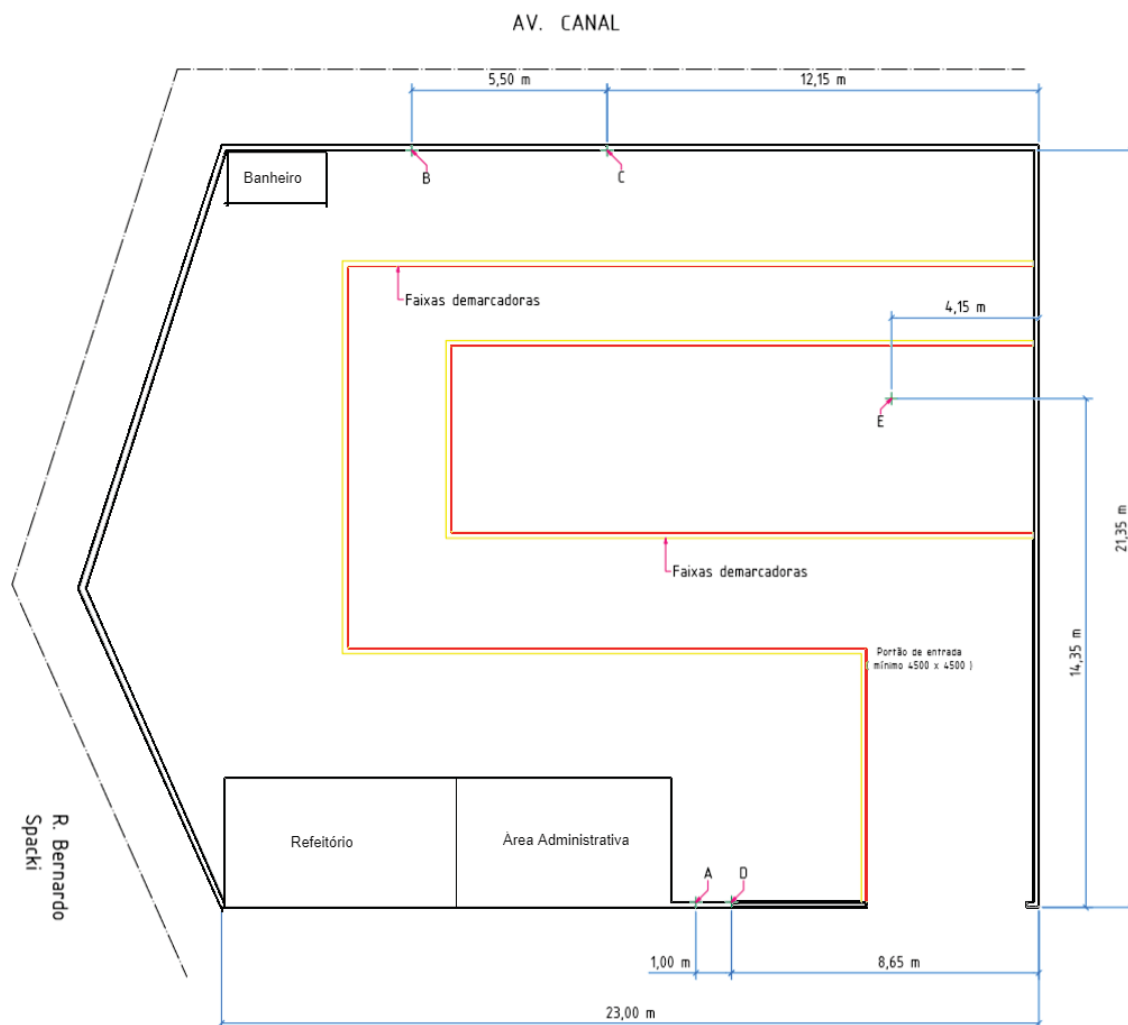 AV. CANAL
5,50 m
12,15 m
Banheiro
B
C
Faixas demarcadoras
4,15 m
E
21,35 m
Faixas demarcadoras
14,35 m
Portão de entrada
( mínimo 4500 x 4500 )
R. Bernardo
Spacki
Refeitório
Área Administrativa
A
D
1,00 m
8,65 m
23,00 m